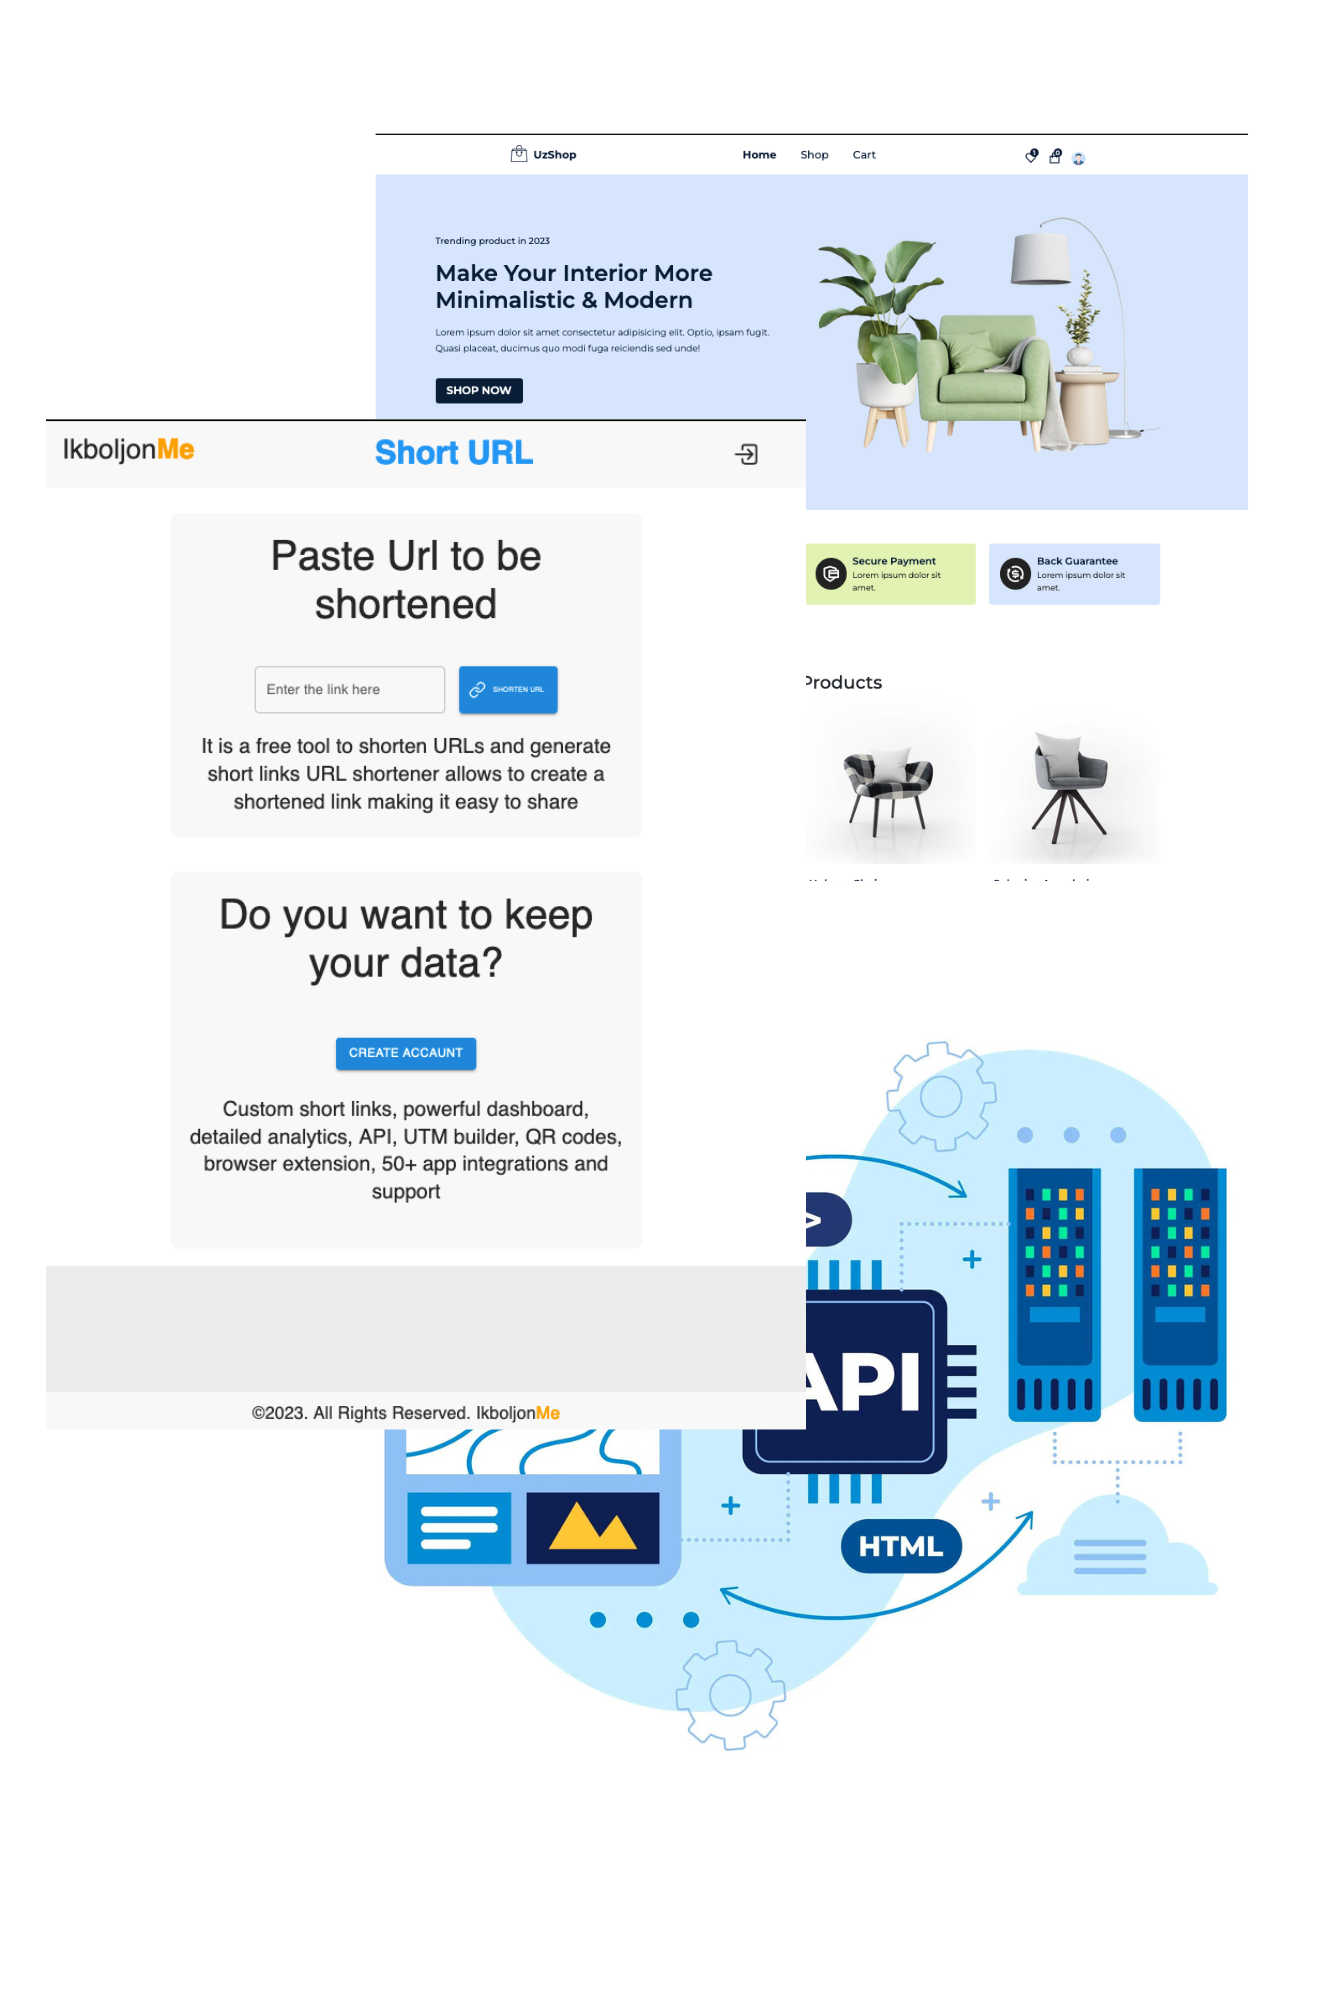 UzShop
Home Shop Cart
1 0
Trending product in 2023
Make Your Interior More
Minimalistic & Modern
Lorem ipsum dolor sit amet consectetur adipisicing elit. Optio, ipsam fugit.
Quasi placeat, ducimus quo modi fuga reiciendis sed unde!
SHOP NOW
IkboljonMe
Short URL
Paste Url to be
shortened
Enter the link here
SHORTEN URL
It is a free tool to shorten URLs and generate
short links URL shortener allows to create a
shortened link making it easy to share
Do you want to keep
your data?
CREATE ACCAUNT
Custom short links, powerful dashboard,
detailed analytics, API, UTM builder, QR codes,
browser extension, 50+ app integrations and
support
©2023. All Rights Reserved. IkboljonMe
Secure Payment
Lorem ipsum dolor sit
amet.
Back Guarantee
Lorem ipsum dolor sit
amet.
Products
>
API
HTML